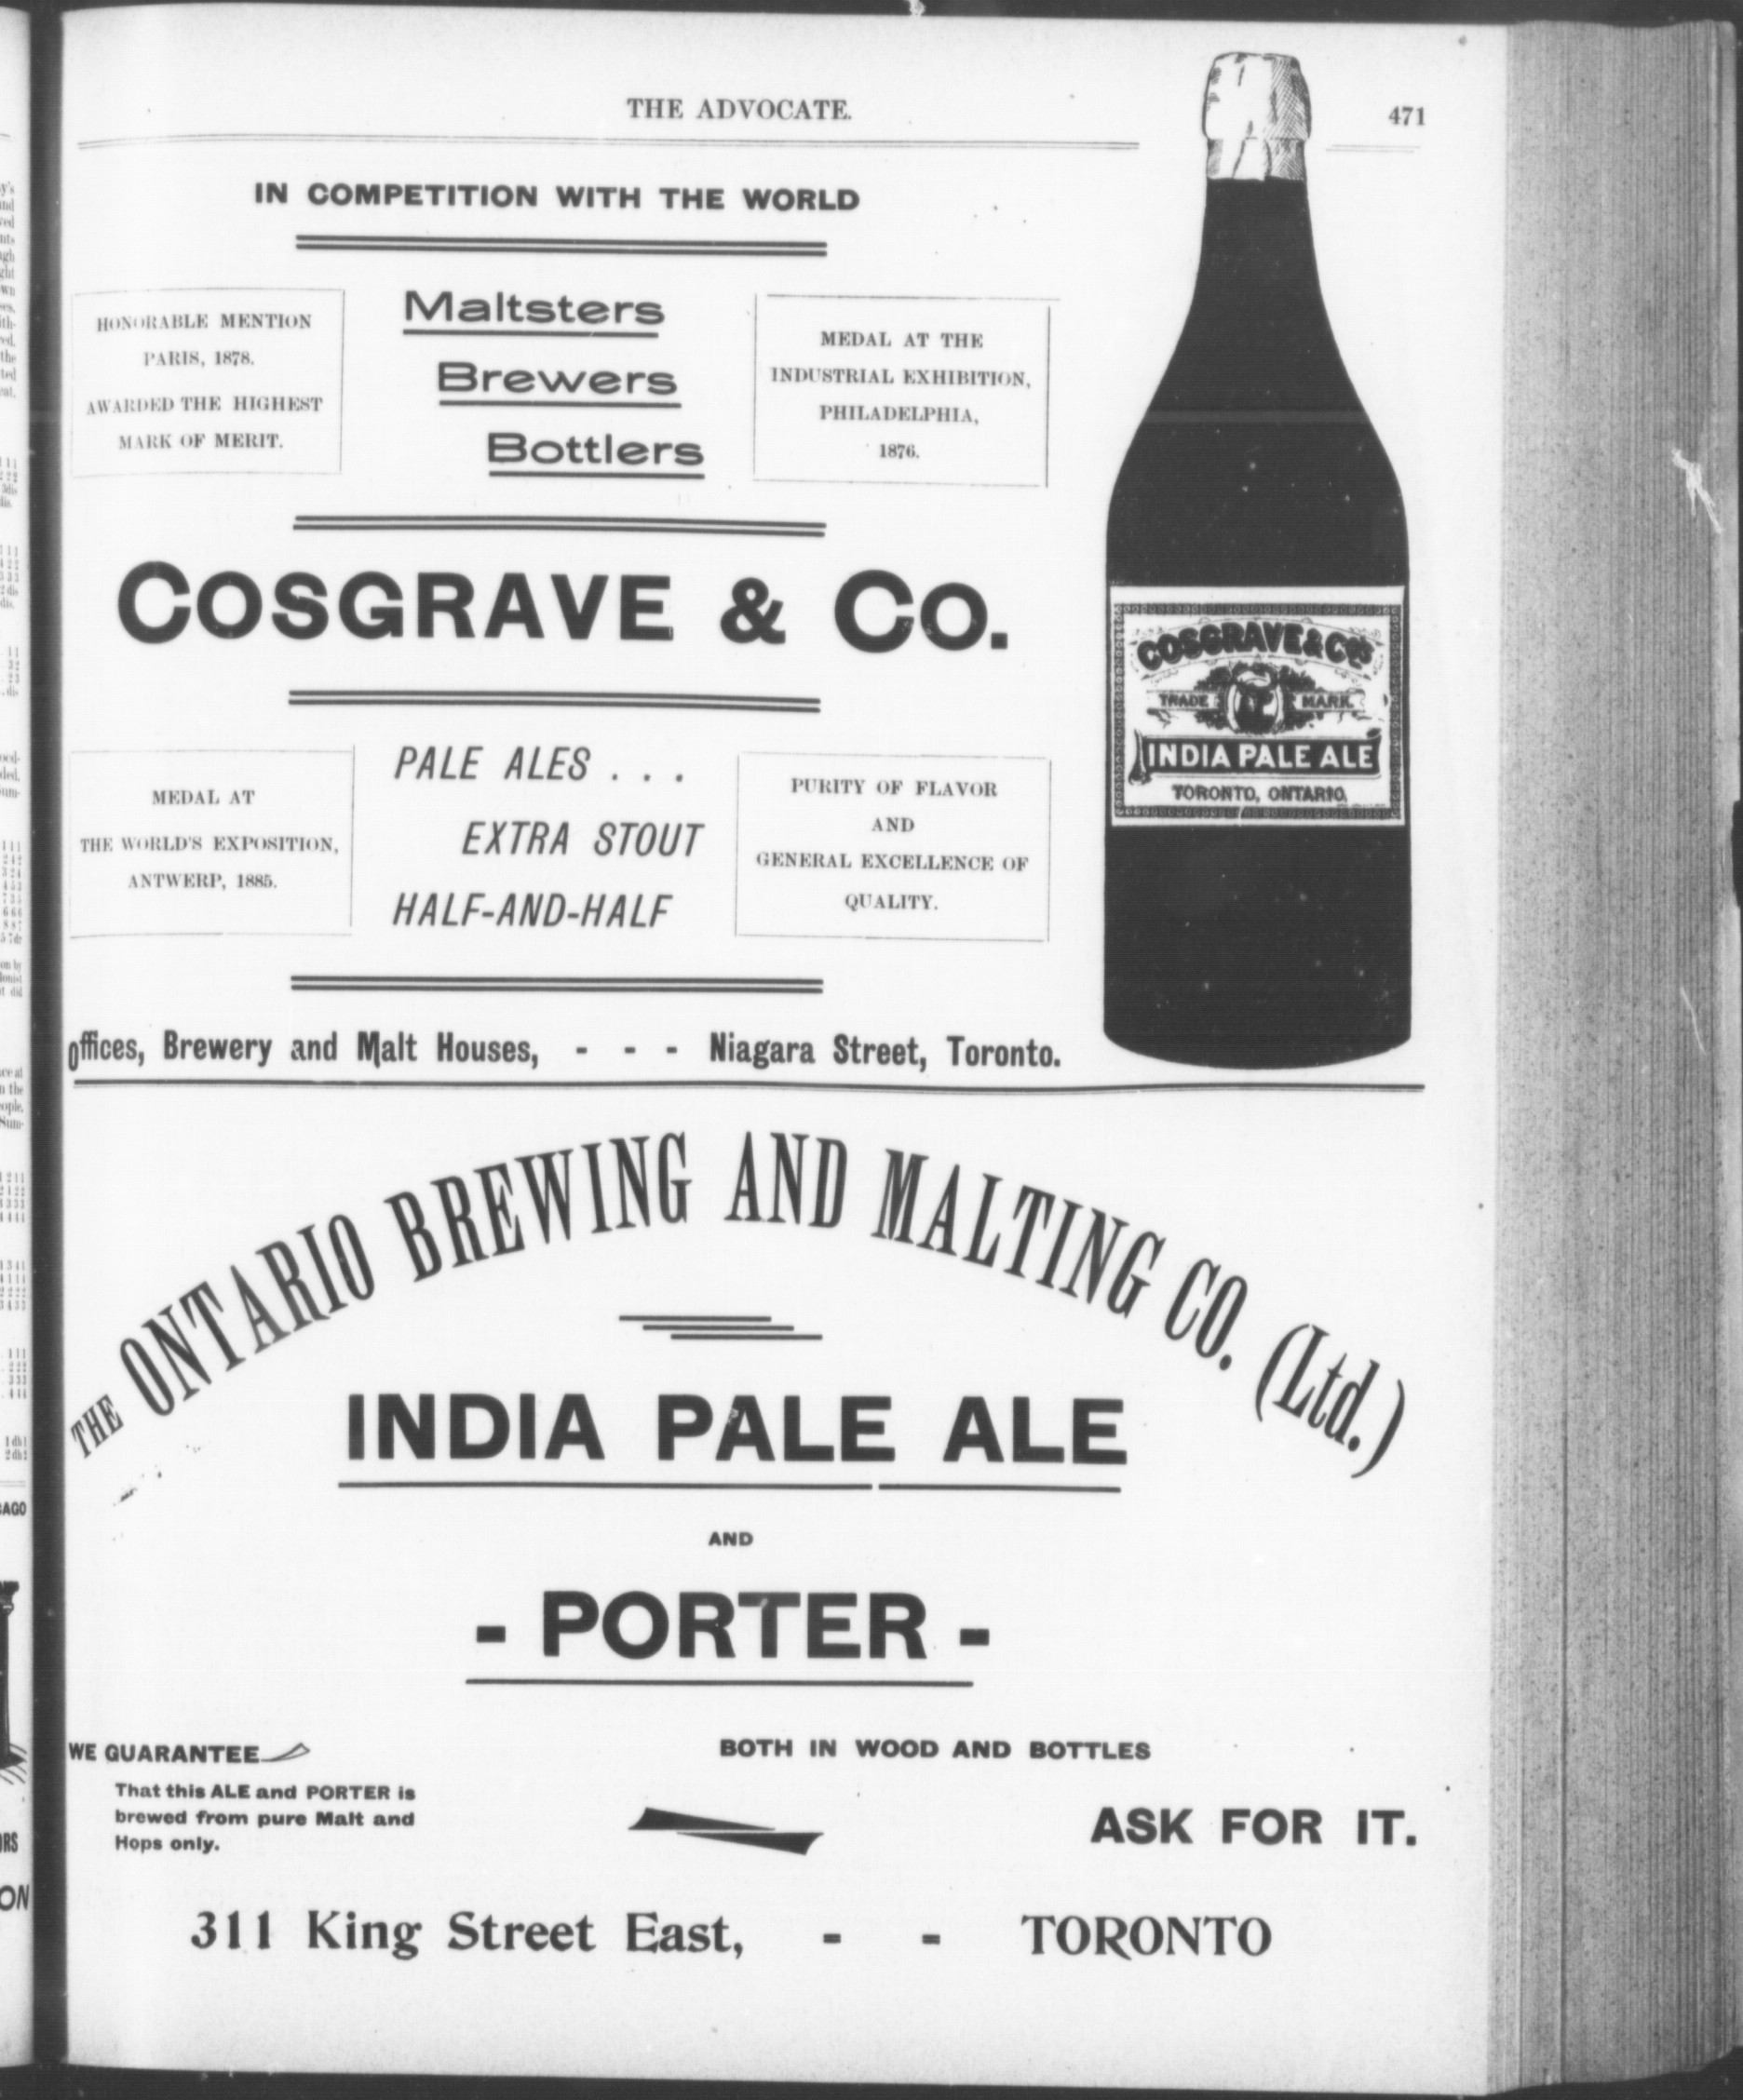 THE ADVOCATE.
471
IN COMPETITION WITH THE WORLD
HONORABLE MENTION
PARIS, 1878.
AWARDED THE HIGHEST
MARK OF MERIT.
Maltsters
Brewers
Bottlers
MEDAL AT THE
INDUSTRIAL EXHIBITION,
PHILADELPHIA,
1876.
COSGRAVE & CO.
MEDAL AT
THE WORLD'S EXPOSITION,
ANTWERP, 1885.
PALE ALES . . .
EXTRA STOUT
HALF-AND-HALF
PURITY OF FLAVOR
AND
GENERAL EXCELLENCE OF
QUALITY.
COSGRAVE & CO'S
TRADE MARK
INDIA PALE ALE
TORONTO, ONTARIO.
Offices, Brewery and Malt Houses, - - - Niagara Street, Toronto.
THE ONTARIO BREWING AND MALTING CO. (Ltd.)
INDIA PALE ALE
AND
- PORTER -
WE GUARANTEE
That this ALE and PORTER is
brewed from pure Malt and
Hops only.
BOTH IN WOOD AND BOTTLES
ASK FOR IT.
311 King Street East, - - TORONTO